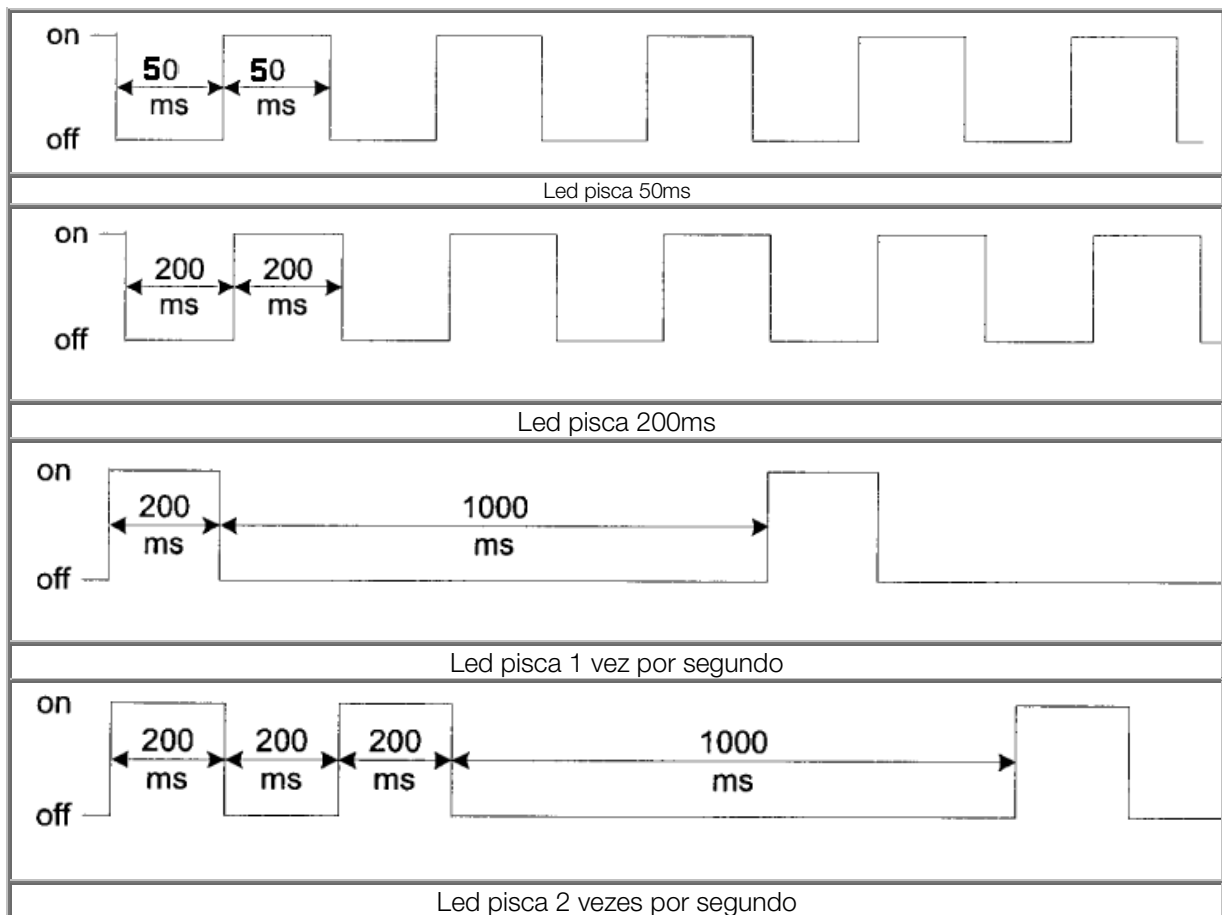 on
50 50
ms ms
off
Led pisca 50ms
on
200 200
ms ms
off
Led pisca 200ms
on
200 1000
ms ms
off
Led pisca 1 vez por segundo
on
200 200 200 1000
ms ms ms ms
off
Led pisca 2 vezes por segundo